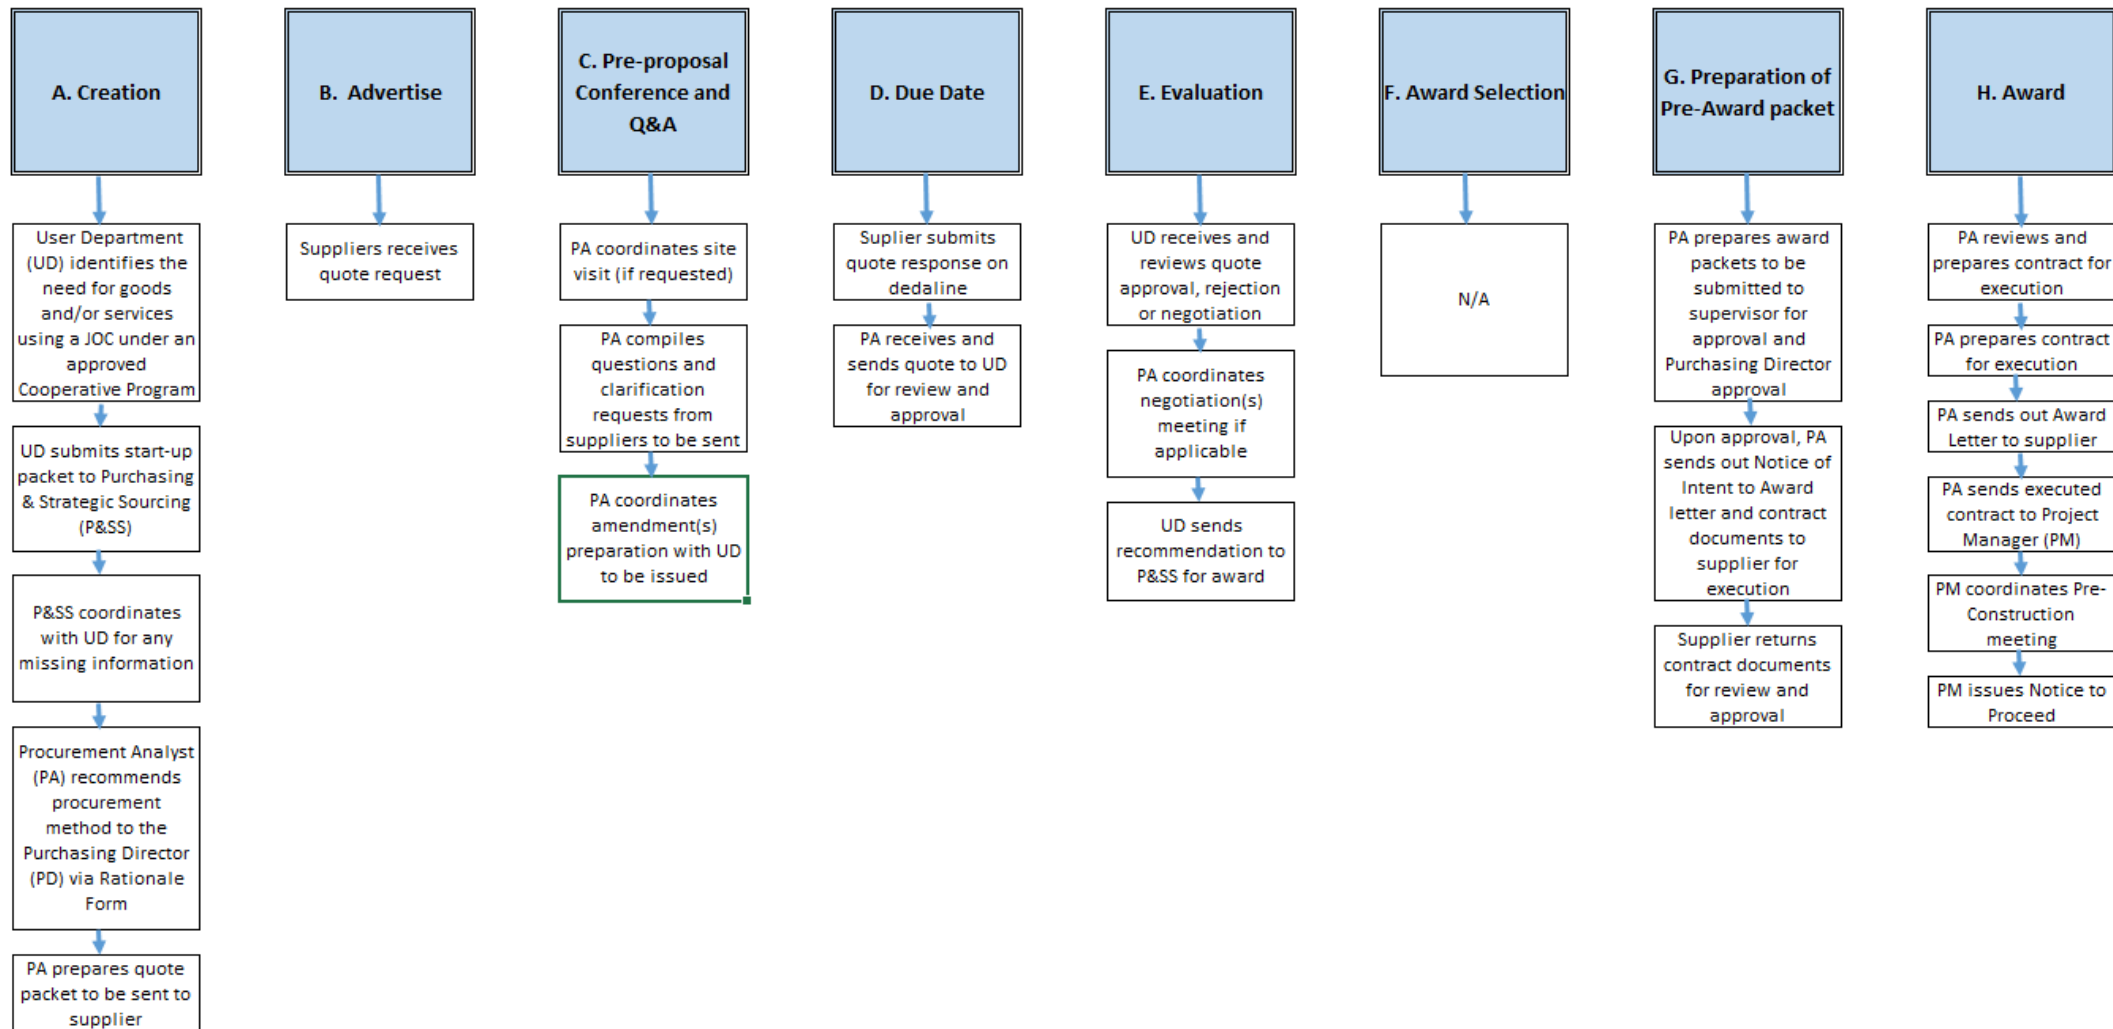 A. Creation
User Department
(UD) identifies the
need for goods
and/or services
using a JOC under an
approved
Cooperative Program
UD submits start-up
packet to Purchasing
& Strategic Sourcing
(P&SS)
P&SS coordinates
with UD for any
missing information
Procurement Analyst
(PA) recommends
procurement
method to the
Purchasing Director
(PD) via Rationale
Form
PA prepares quote
packet to be sent to
supplier
B. Advertise
Suppliers receives
quote request
C. Pre-proposal
Conference and
Q&A
PA coordinates site
visit (if requested)
PA compiles
questions and
clarification
requests from
suppliers to be sent
PA coordinates
amendment(s)
preparation with UD
to be issued
D. Due Date
Suplier submits
quote response on
dedaline
PA receives and
sends quote to UD
for review and
approval
E. Evaluation
UD receives and
reviews quote
approval, rejection
or negotiation
PA coordinates
negotiation(s)
meeting if
applicable
UD sends
recommendation to
P&SS for award
F. Award Selection
N/A
G. Preparation of
Pre-Award packet
PA prepares award
packets to be
submitted to
supervisor for
approval and
Purchasing Director
approval
Upon approval, PA
sends out Notice of
Intent to Award
letter and contract
documents to
supplier for
execution
Supplier returns
contract documents
for review and
approval
H. Award
PA reviews and
prepares contract for
execution
PA prepares contract
for execution
PA sends out Award
Letter to supplier
PA sends executed
contract to Project
Manager (PM)
PM coordinates Pre-
Construction
meeting
PM issues Notice to
Proceed